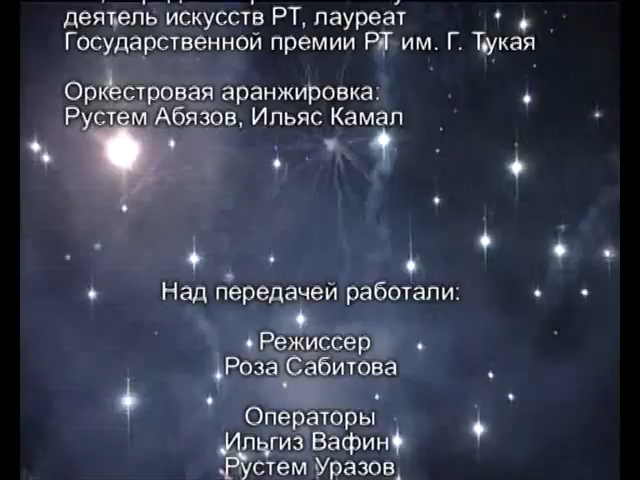 деятель искусств РТ, лауреат
Государственной премии РТ им. Г. Тукая
Оркестровая аранжировка:
Рустем Абязов, Ильяс Камал
Над передачей работали:
Режиссер
Роза Сабитова
Операторы
Ильгиз Вафин
Рустем Уразов